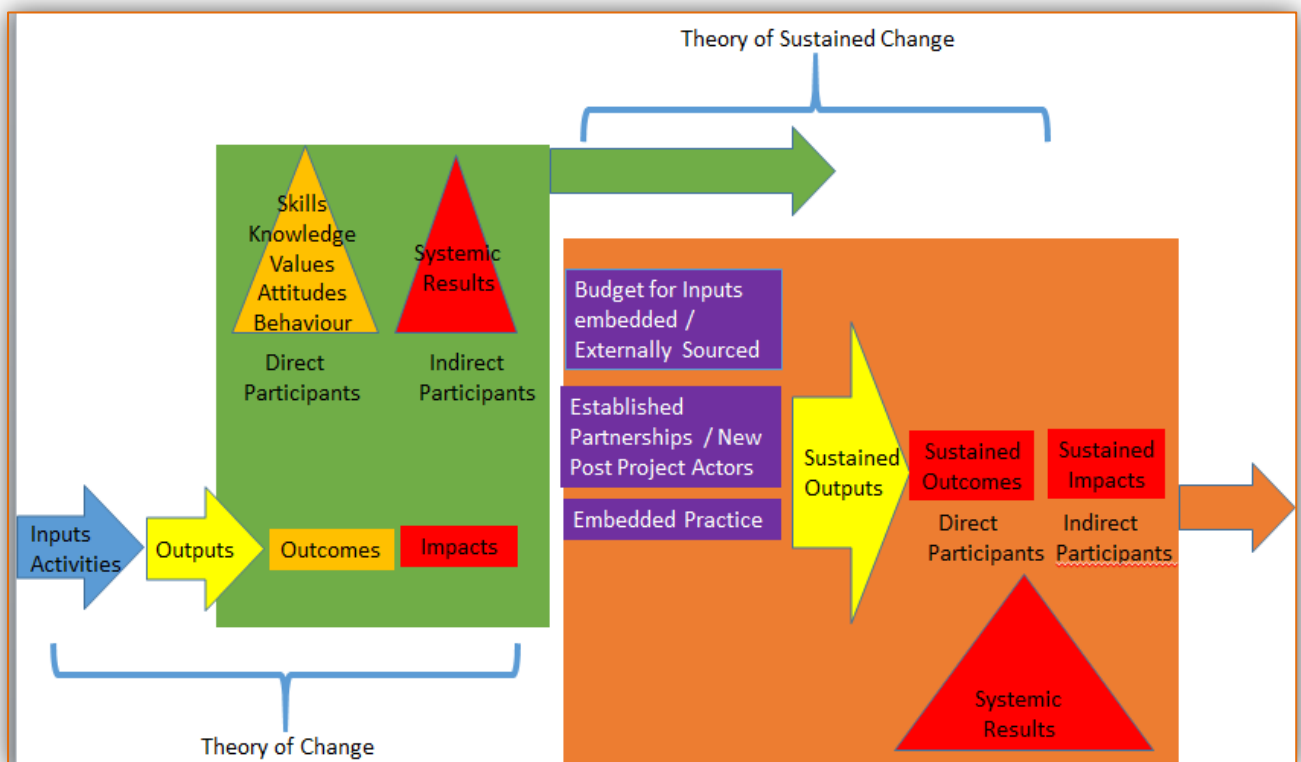 Theory of Sustained Change
Skills
Knowledge
Values
Attitudes
Behaviour
Systemic
Results
Direct
Participants
Indirect
Participants
Budget for Inputs
embedded /
Externally Sourced
Established
Partnerships / New
Post Project Actors
Embedded Practice
Sustained
Outputs
Sustained
Outcomes
Sustained
Impacts
Direct
Participants
Indirect
Participants
Inputs
Activities
Outputs
Outcomes
Impacts
Systemic
Results
Theory of Change